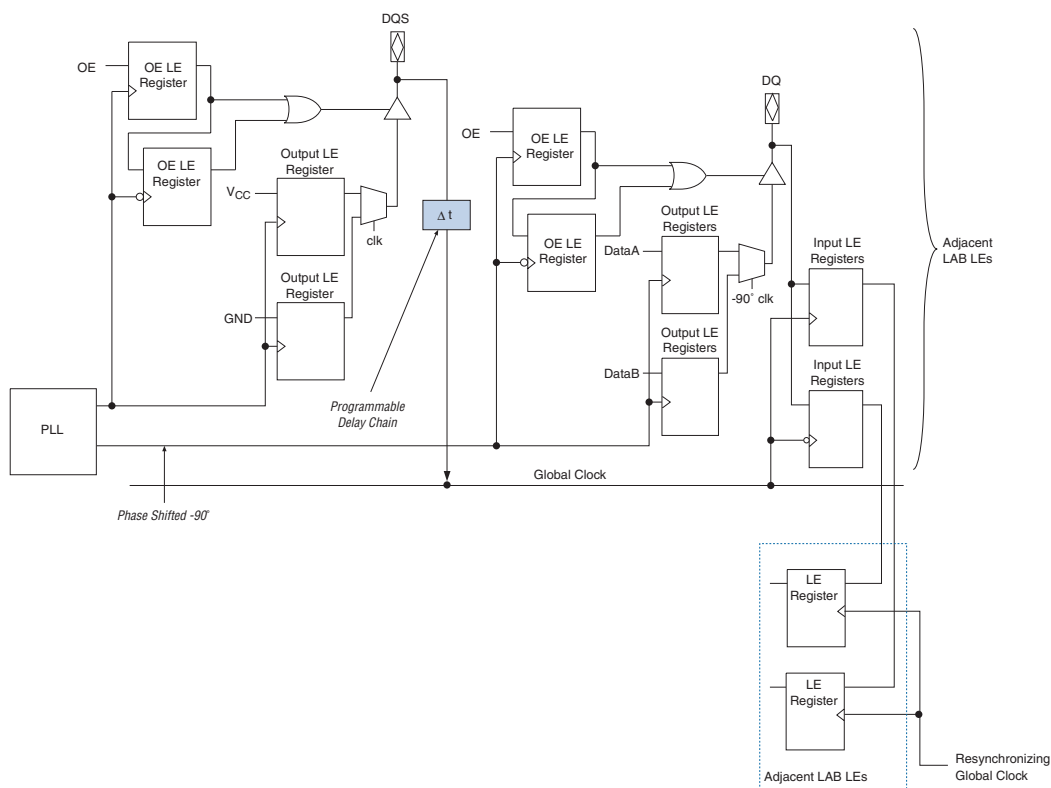 DQS
OE
OE LE
Register
OE LE
Register
Output LE
Register
VCC
clk
Output LE
Register
GND
Δ t
Programmable
Delay Chain
PLL
Phase Shifted -90°
Global Clock
DQ
OE
OE LE
Register
OE LE
Register
Output LE
Registers
DataA
-90° clk
Output LE
Registers
DataB
Input LE
Registers
Input LE
Registers
Adjacent
LAB LEs
LE
Register
LE
Register
Adjacent LAB LEs
Resynchronizing
Global Clock